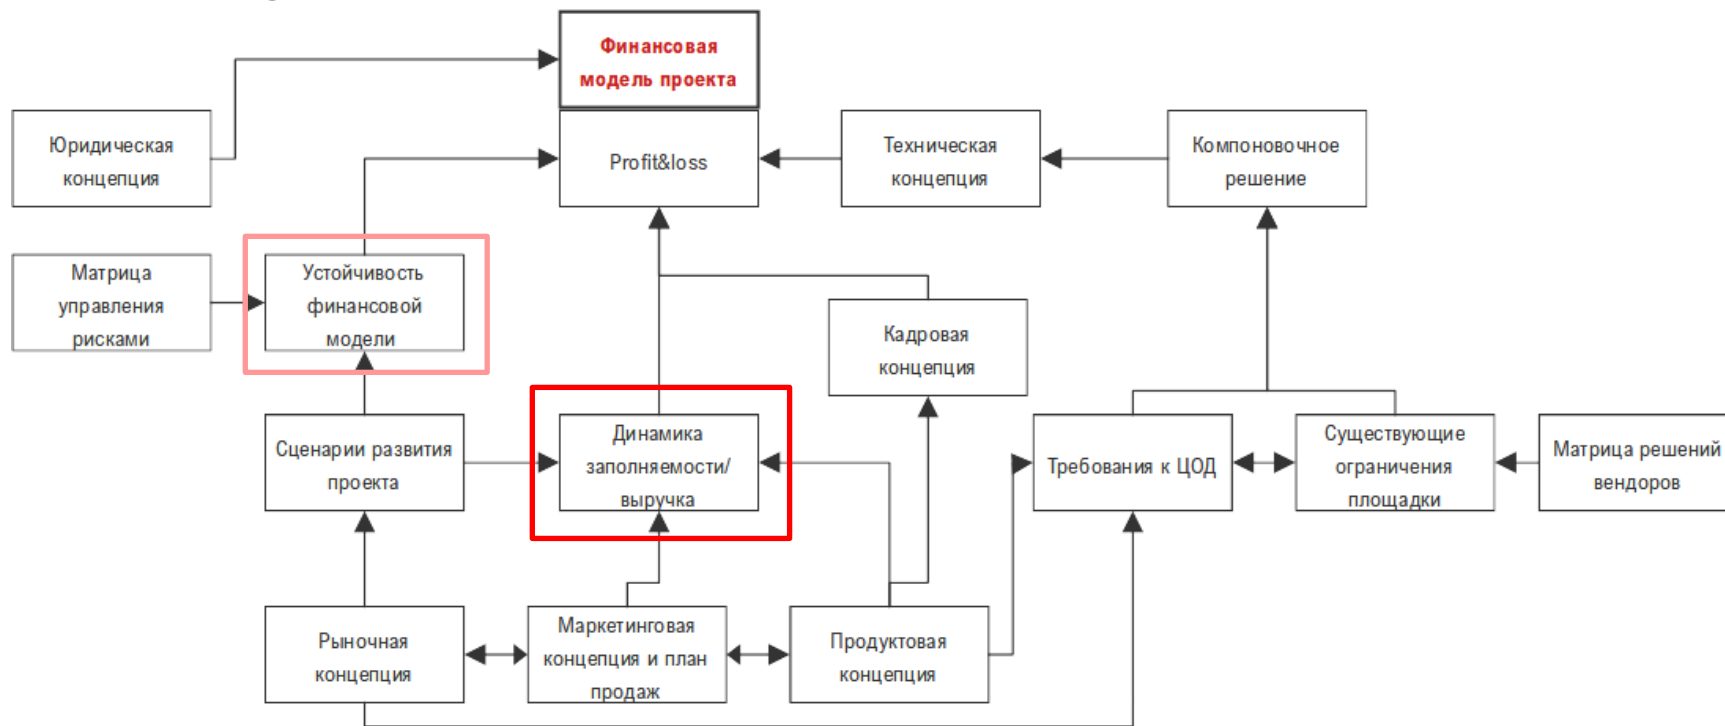 Финансовая
модель проекта
Юридическая
концепция
Profit&loss
Техническая
концепция
Компоновочное
решение
Матрица
управления
рисками
Устойчивость
финансовой
модели
Кадровая
концепция
Сценарии развития
проекта
Динамика
заполняемости/
выручка
Требования к ЦОД
Существующие
ограничения
площадки
Матрица решений
вендоров
Рыночная
концепция
Маркетинговая
концепция и план
продаж
Продуктовая
концепция